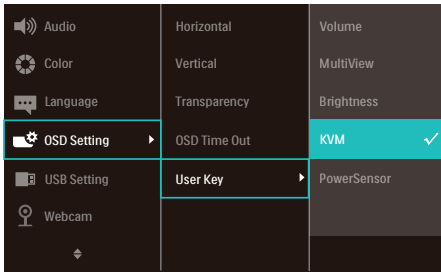 Audio
Color
Language
OSD Setting
USB Setting
Webcam
Horizontal
Vertical
Transparency
OSD Time Out
User Key
Volume
MultiView
Brightness
KVM
PowerSensor